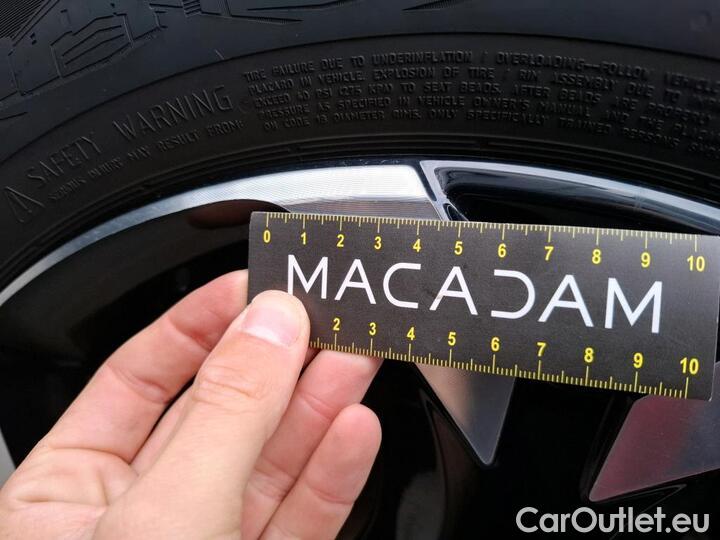 ⚠ SAFETY WARNING
SERIOUS INJURY MAY RESULT FROM:
TIRE FAILURE DUE TO UNDERINFLATION / OVERLOADING—FOLLOW VEHICLE
PLACARD IN VEHICLE. EXPLOSION OF TIRE / RIM ASSEMBLY DUE TO
EXCEED 40 PSI (275 KPA) TO SEAT BEADS. AFTER BEADS ARE PROPERLY
PRESSURE AS SPECIFIED IN VEHICLE OWNER'S MANUAL AND THE
ON CODE 18 DIAMETER RIMS. ONLY SPECIFICALLY TRAINED PERSONS
0 1 2 3 4 5 6 7 8 9 10
MACADAM
2 3 4 5 6 7 8 9 10
CarOutlet.eu